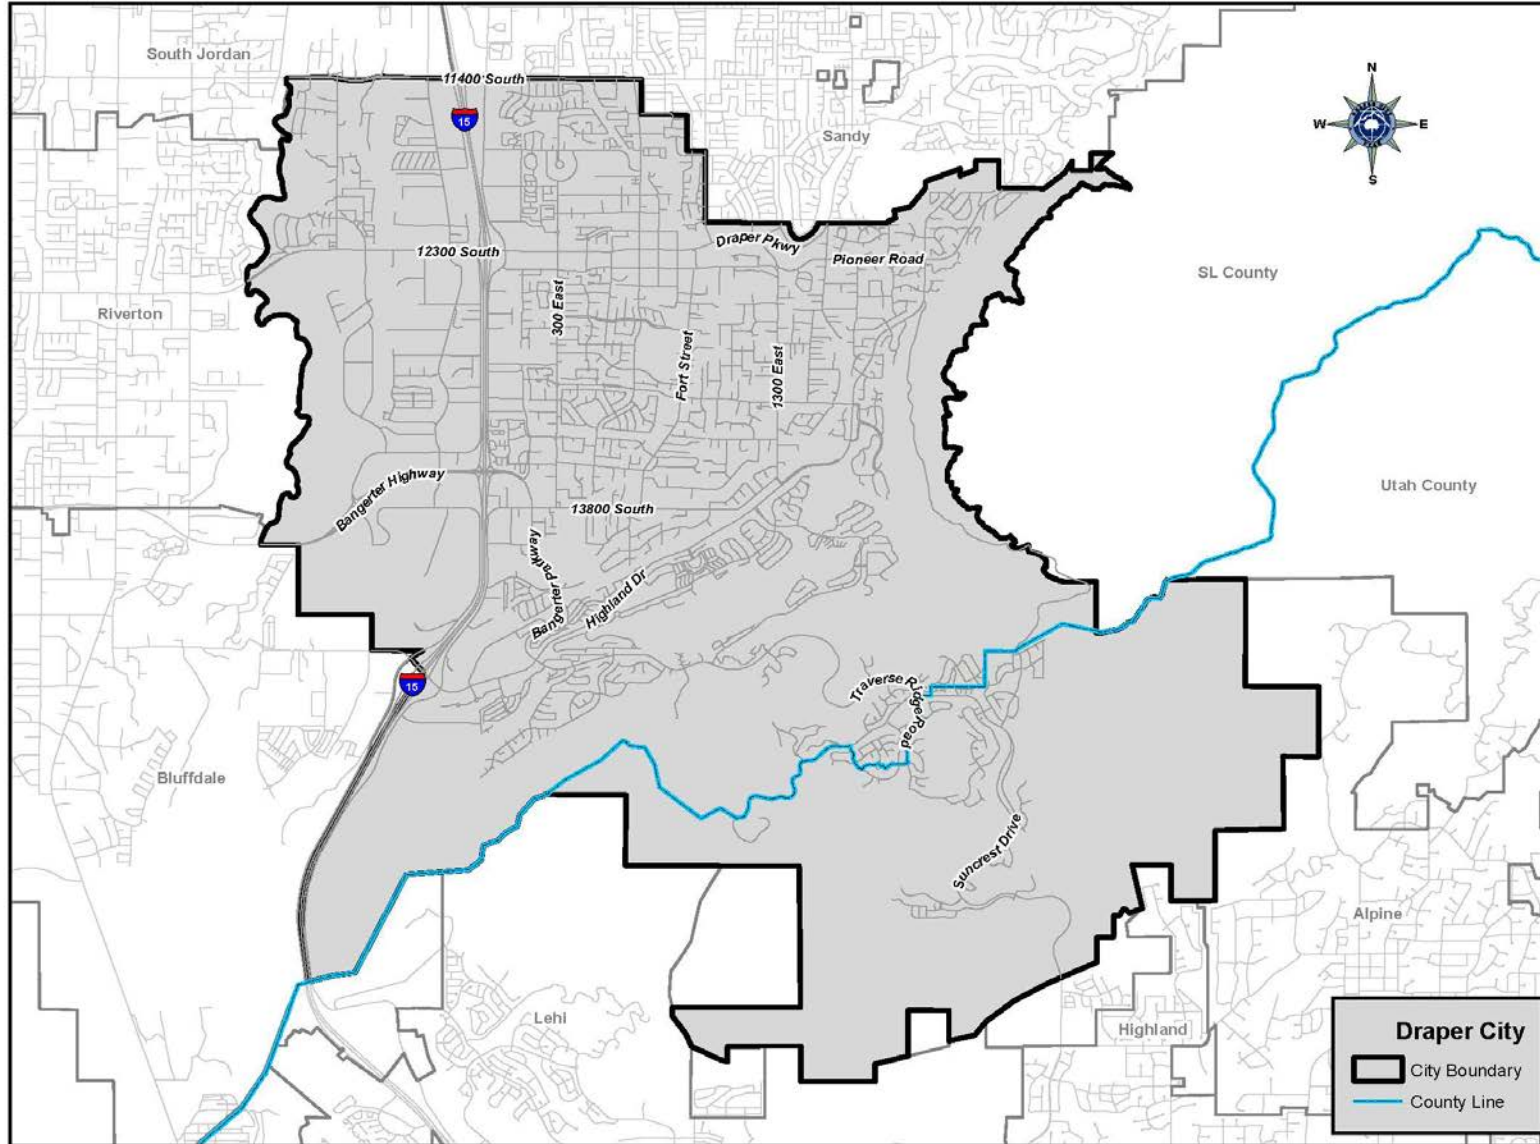 South Jordan
11400 South
15
Sandy
N
W
E
S
12300 South
Draper Pkwy
Pioneer Road
SL County
Riverton
300 East
Fort Street
1300 East
Bangerter Highway
Utah County
13800 South
Bangerter Parkway
Highland Dr
15
Traverse Ridge Road
Bluffdale
Suncrest Drive
Alpine
Lehi
Highland
Draper City
City Boundary
County Line